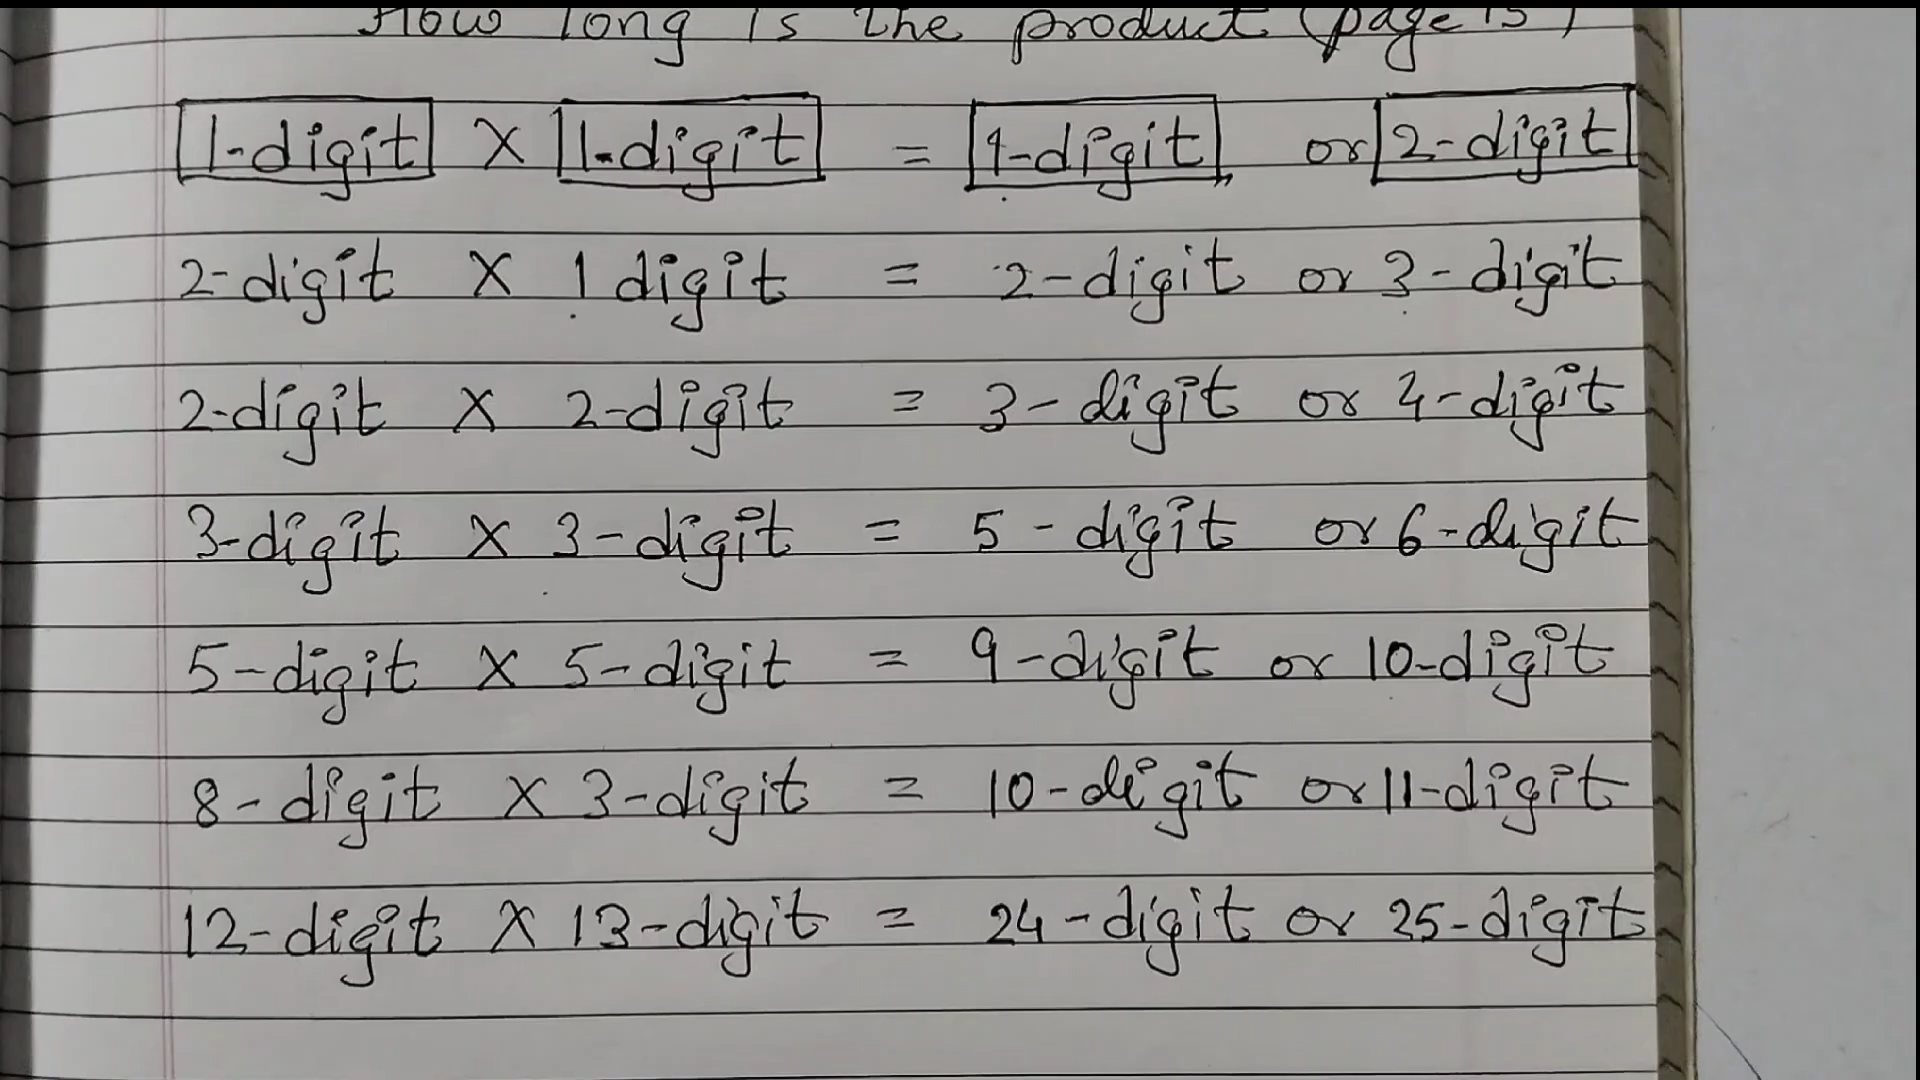 How long is the product (page 15)
1-digit X 1-digit = 1-digit or 2-digit
2-digit X 1 digit = 2-digit or 3-digit
2-digit X 2-digit = 3-digit or 4-digit
3-digit X 3-digit = 5-digit or 6-digit
5-digit X 5-digit = 9-digit or 10-digit
8-digit X 3-digit = 10-digit or 11-digit
12-digit X 13-digit = 24-digit or 25-digit